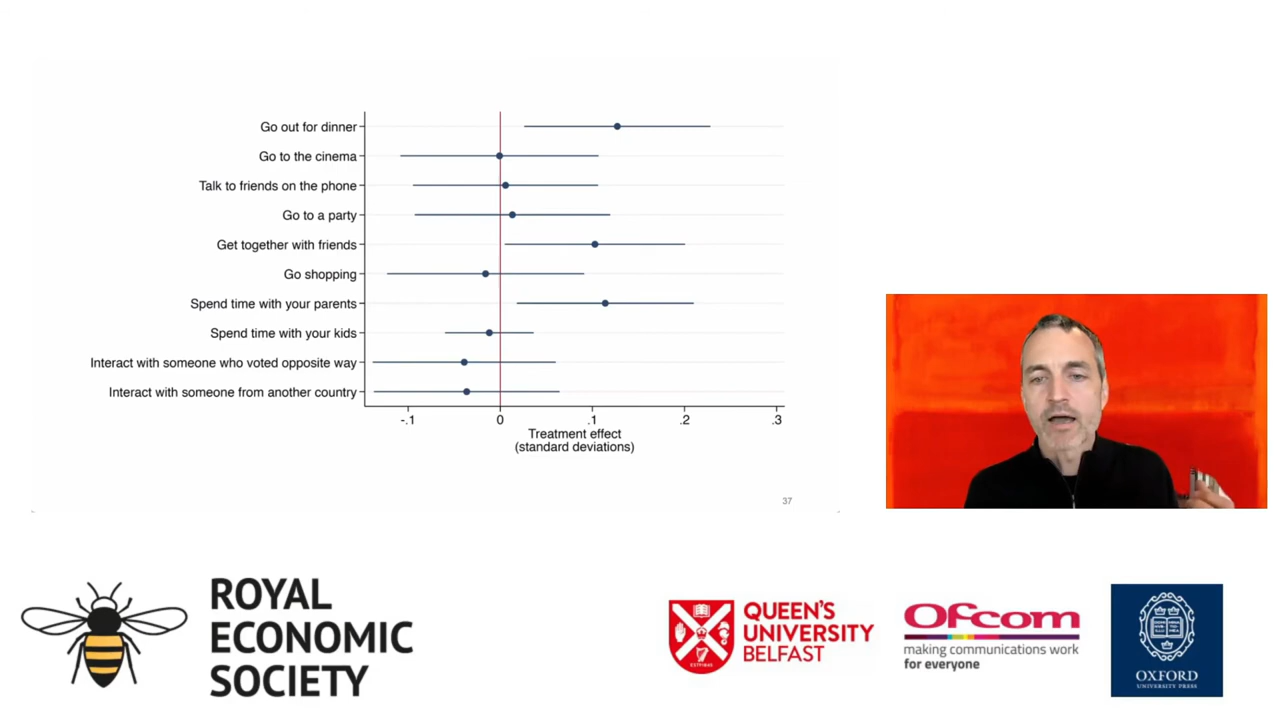 Go out for dinner
Go to the cinema
Talk to friends on the phone
Go to a party
Get together with friends
Go shopping
Spend time with your parents
Spend time with your kids
Interact with someone who voted opposite way
Interact with someone from another country
-.1 0 .1 .2 .3
Treatment effect
(standard deviations)
37
ROYAL
ECONOMIC
SOCIETY
QUEEN'S
UNIVERSITY
BELFAST
ESTD1845
Ofcom
making communications work
for everyone
OXFORD
UNIVERSITY PRESS